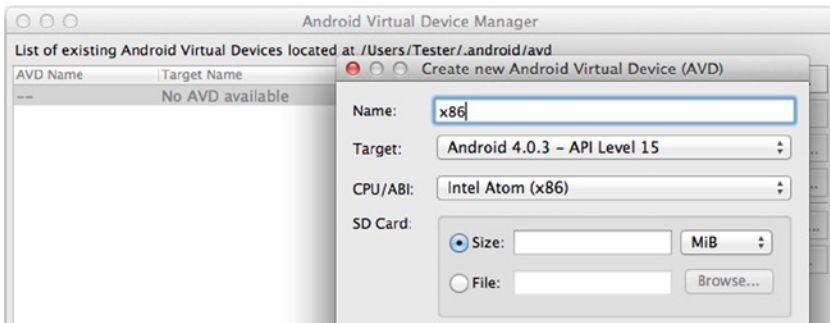 Android Virtual Device Manager
List of existing Android Virtual Devices located at /Users/Tester/.android/avd
AVD Name Target Name
-- No AVD available
Create new Android Virtual Device (AVD)
Name: x86
Target: Android 4.0.3 – API Level 15
CPU/ABI: Intel Atom (x86)
SD Card:
Size: MiB
File: Browse...